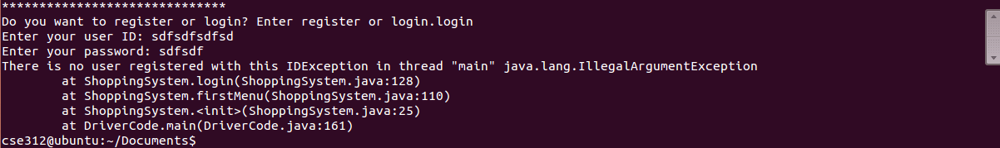 ******************************
Do you want to register or login? Enter register or login.login
Enter your user ID: sdfsdfsdfsd
Enter your password: sdfsdf
There is no user registered with this IDException in thread "main" java.lang.IllegalArgumentException
        at ShoppingSystem.login(ShoppingSystem.java:128)
        at ShoppingSystem.firstMenu(ShoppingSystem.java:110)
        at ShoppingSystem.<init>(ShoppingSystem.java:25)
        at DriverCode.main(DriverCode.java:161)
cse312@ubuntu:~/Documents$